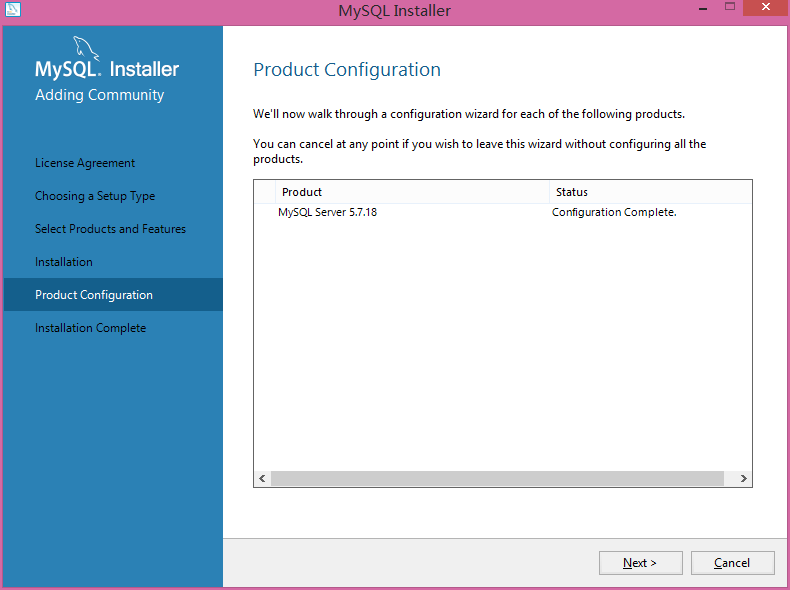 MySQL Installer
MySQL. Installer
Adding Community
License Agreement
Choosing a Setup Type
Select Products and Features
Installation
Product Configuration
Installation Complete
Product Configuration
We'll now walk through a configuration wizard for each of the following products.
You can cancel at any point if you wish to leave this wizard without configuring all the
products.
Product Status
MySQL Server 5.7.18 Configuration Complete.
Next > Cancel